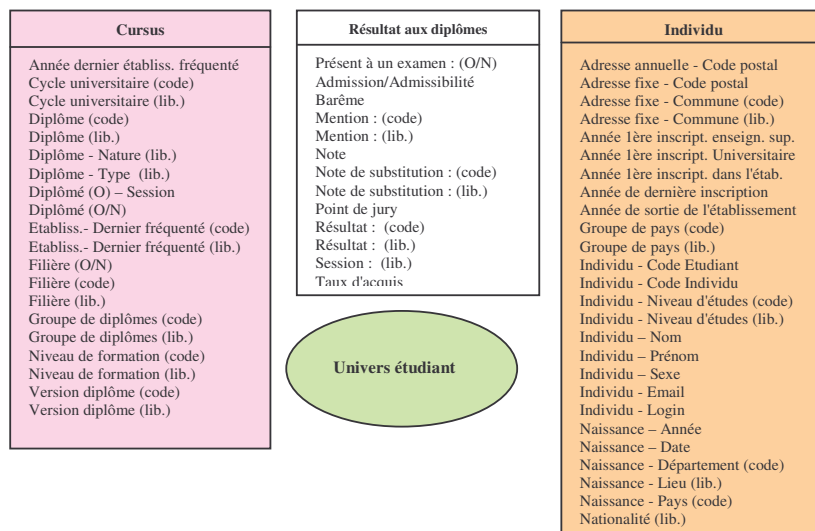 Cursus
Année dernier établiss. fréquenté
Cycle universitaire (code)
Cycle universitaire (lib.)
Diplôme (code)
Diplôme (lib.)
Diplôme - Nature (lib.)
Diplôme - Type (lib.)
Diplômé (O) – Session
Diplômé (O/N)
Etabliss.- Dernier fréquenté (code)
Etabliss.- Dernier fréquenté (lib.)
Filière (O/N)
Filière (code)
Filière (lib.)
Groupe de diplômes (code)
Groupe de diplômes (lib.)
Niveau de formation (code)
Niveau de formation (lib.)
Version diplôme (code)
Version diplôme (lib.)
Résultat aux diplômes
Présent à un examen : (O/N)
Admission/Admissibilité
Barême
Mention : (code)
Mention : (lib.)
Note
Note de substitution : (code)
Note de substitution : (lib.)
Point de jury
Résultat : (code)
Résultat : (lib.)
Session : (lib.)
Taux d'acquis
Univers étudiant
Individu
Adresse annuelle - Code postal
Adresse fixe - Code postal
Adresse fixe - Commune (code)
Adresse fixe - Commune (lib.)
Année 1ère inscript. enseign. sup.
Année 1ère inscript. Universitaire
Année 1ère inscript. dans l'étab.
Année de dernière inscription
Année de sortie de l'établissement
Groupe de pays (code)
Groupe de pays (lib.)
Individu - Code Etudiant
Individu - Code Individu
Individu - Niveau d'études (code)
Individu - Niveau d'études (lib.)
Individu – Nom
Individu – Prénom
Individu – Sexe
Individu - Email
Individu - Login
Naissance – Année
Naissance – Date
Naissance - Département (code)
Naissance - Lieu (lib.)
Naissance - Pays (code)
Nationalité (lib.)